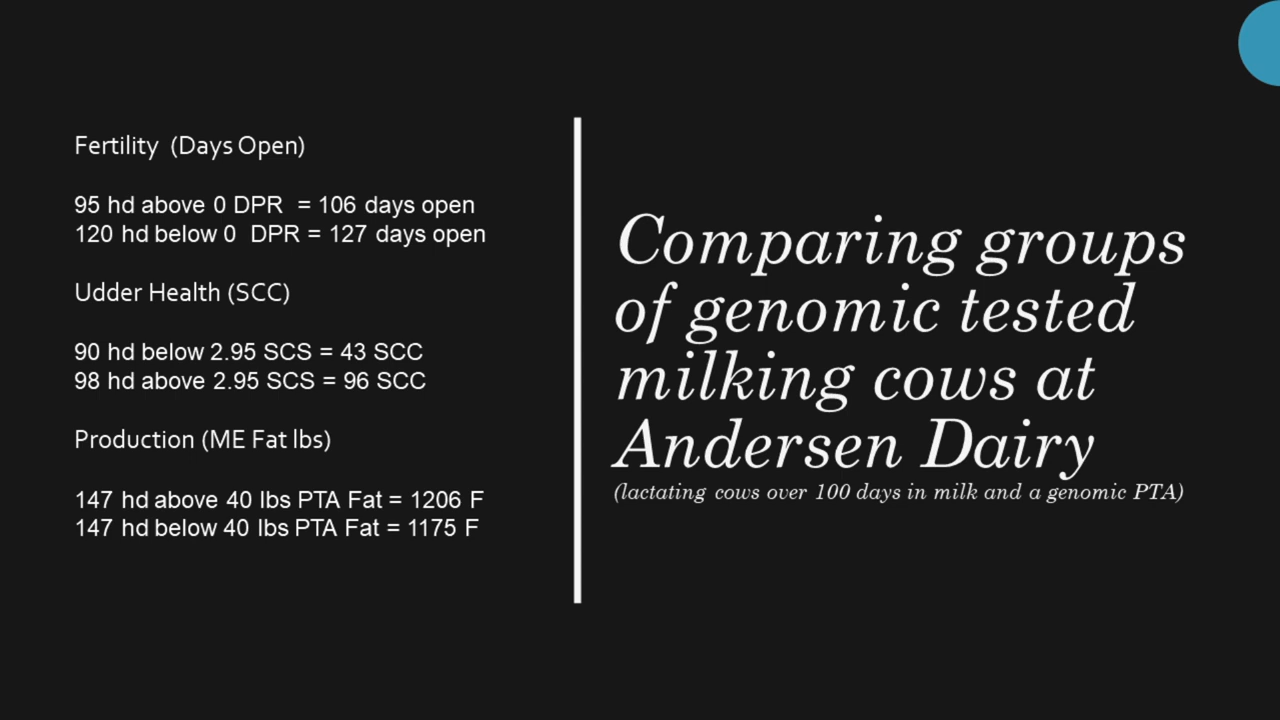 Fertility (Days Open)
95 hd above 0 DPR = 106 days open
120 hd below 0 DPR = 127 days open
Udder Health (SCC)
90 hd below 2.95 SCS = 43 SCC
98 hd above 2.95 SCS = 96 SCC
Production (ME Fat lbs)
147 hd above 40 lbs PTA Fat = 1206 F
147 hd below 40 lbs PTA Fat = 1175 F
Comparing groups
of genomic tested
milking cows at
Andersen Dairy
(lactating cows over 100 days in milk and a genomic PTA)